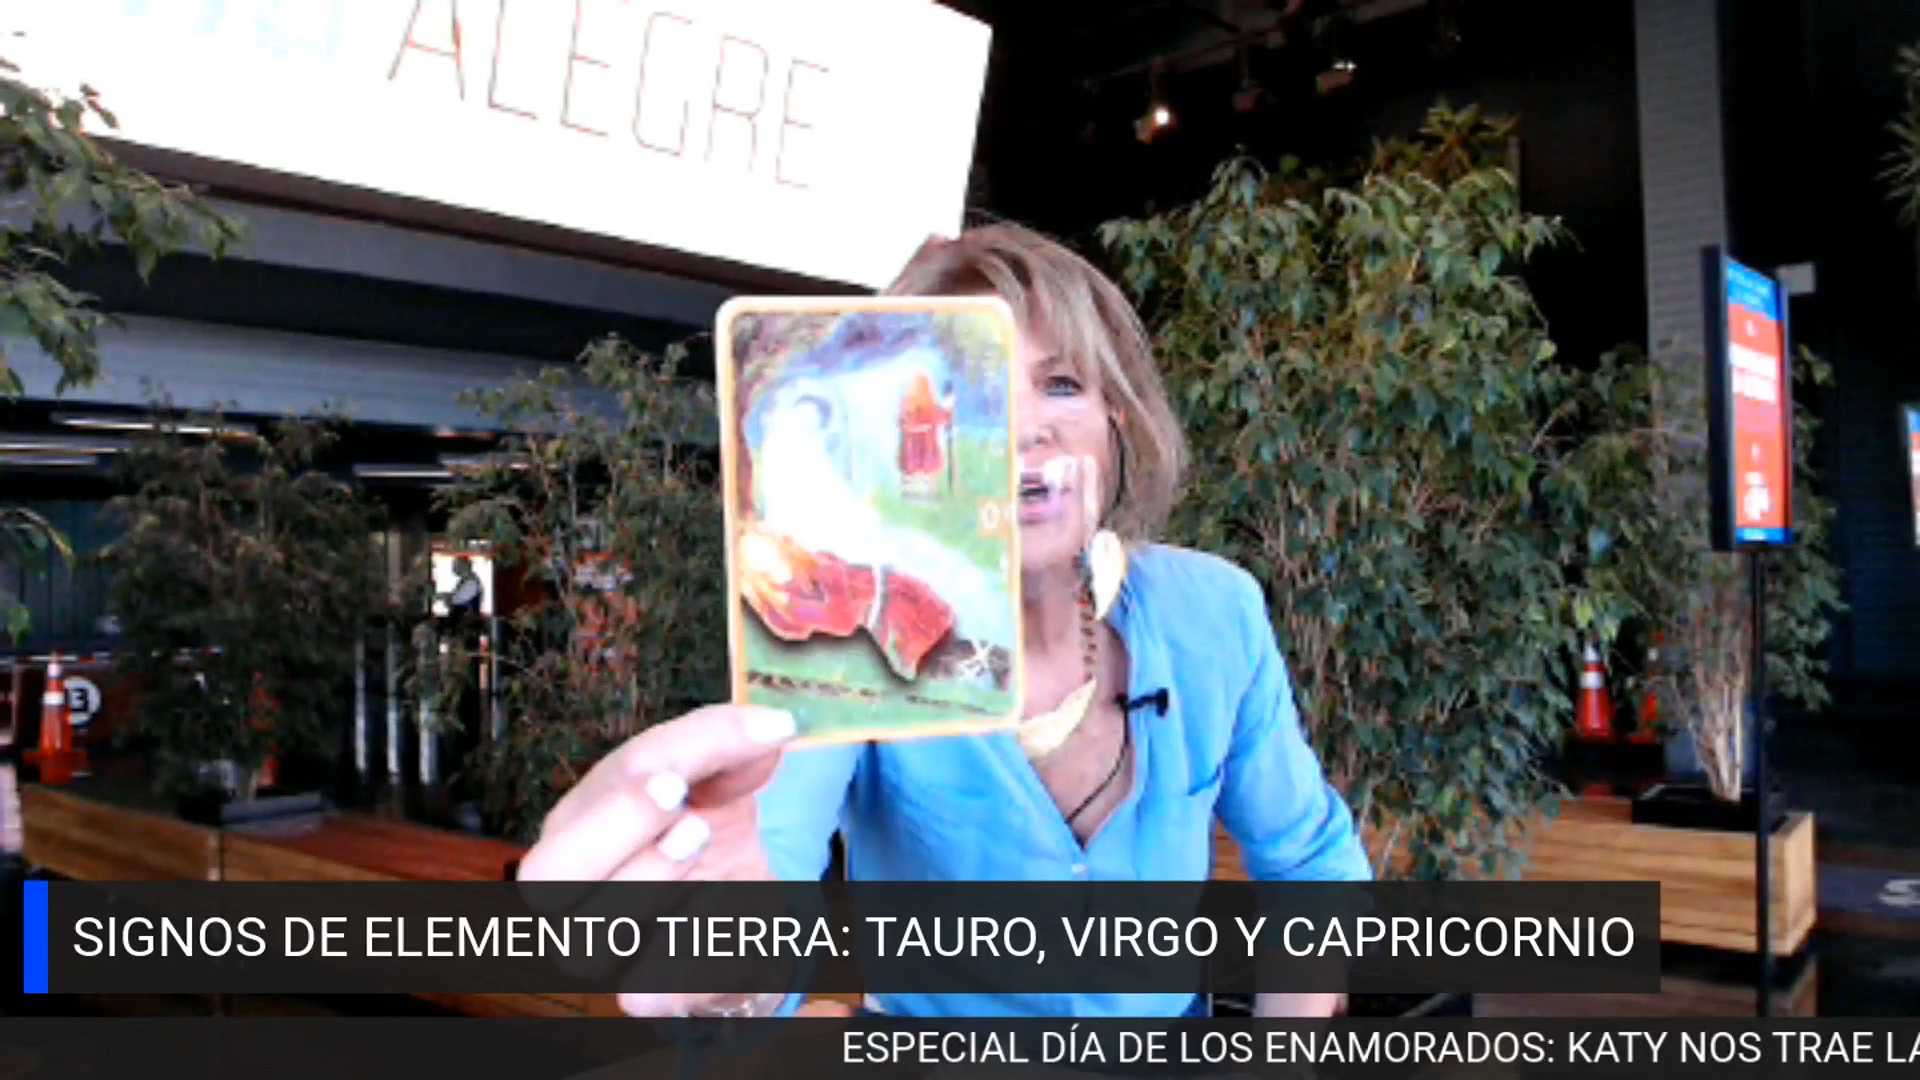 ALEGRE
SIGNOS DE ELEMENTO TIERRA: TAURO, VIRGO Y CAPRICORNIO
ESPECIAL DÍA DE LOS ENAMORADOS: KATY NOS TRAE LA